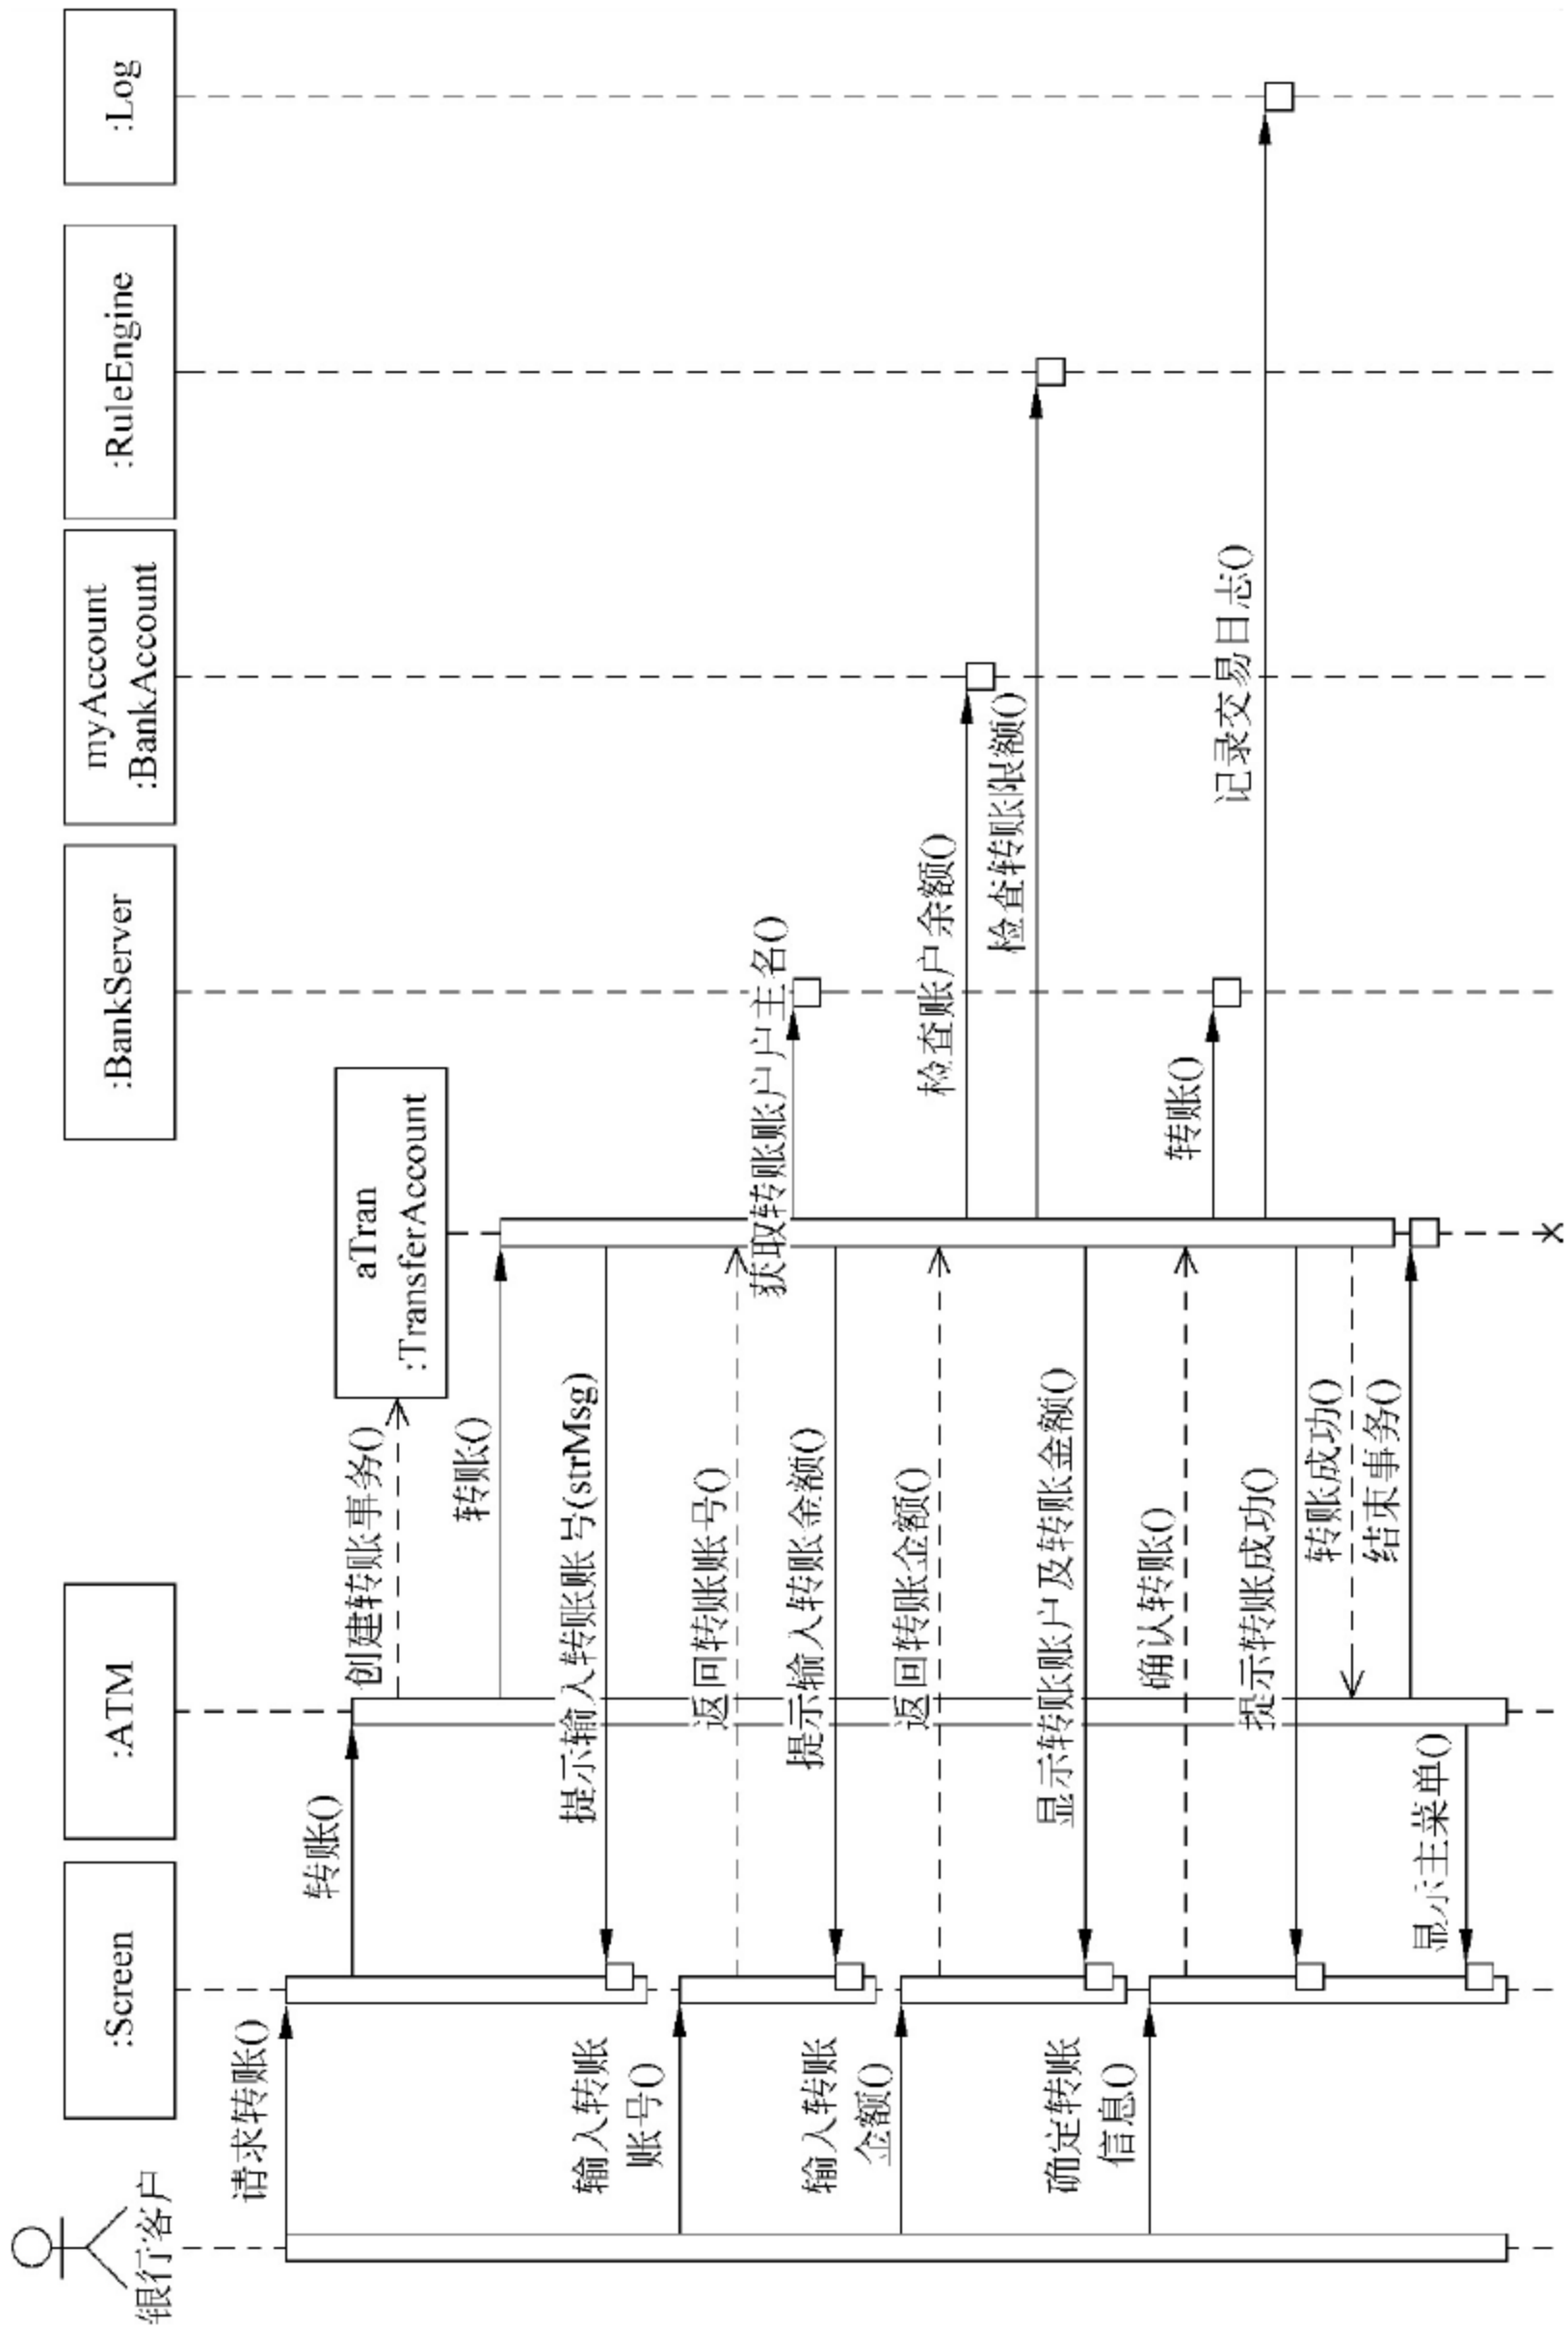 银行客户
:Screen
:ATM
aTran
:TransferAccount
:BankServer
myAccount
:BankAccount
:RuleEngine
:Log
请求转账()
转账()
创建转账事务()
转账()
提示输入转账账号(strMsg)
输入转账
账号()
返回转账账号()
获取转账账户户主名()
提示输入转账金额()
输入转账
金额()
返回转账金额()
检查账户余额()
检查转账限额()
显示转账账户及转账金额()
确定转账
信息()
确认转账()
转账()
记录交易日志()
提示转账成功()
转账成功()
结束事务()
显示主菜单()